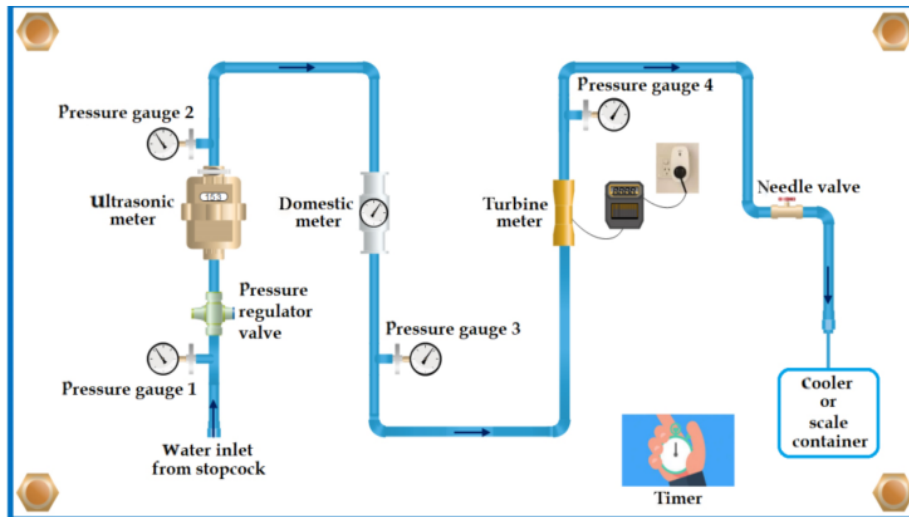 Pressure gauge 2
Pressure gauge 4
Ultrasonic
meter
153
Domestic
meter
Turbine
meter
Needle valve
Pressure
regulator
valve
Pressure gauge 3
Pressure gauge 1
Water inlet
from stopcock
Cooler
or
scale
container
Timer